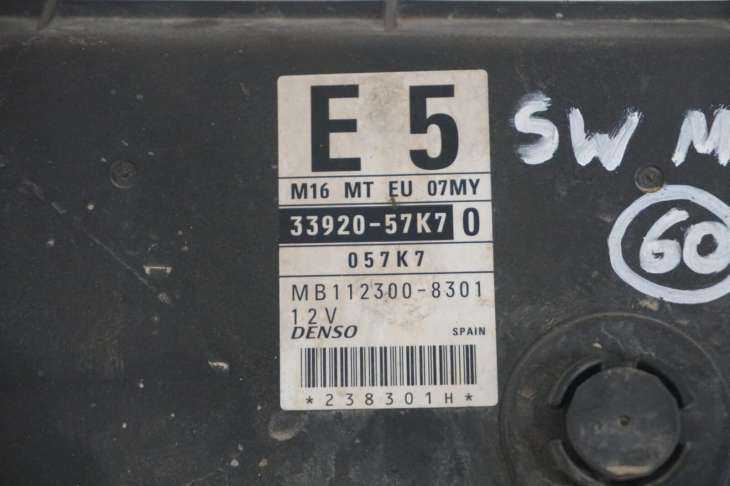 E 5
M16 MT EU 07MY
33920-57K7 0
057K7
MB112300-8301
12V
DENSO SPAIN
*238301H*
SW M
60